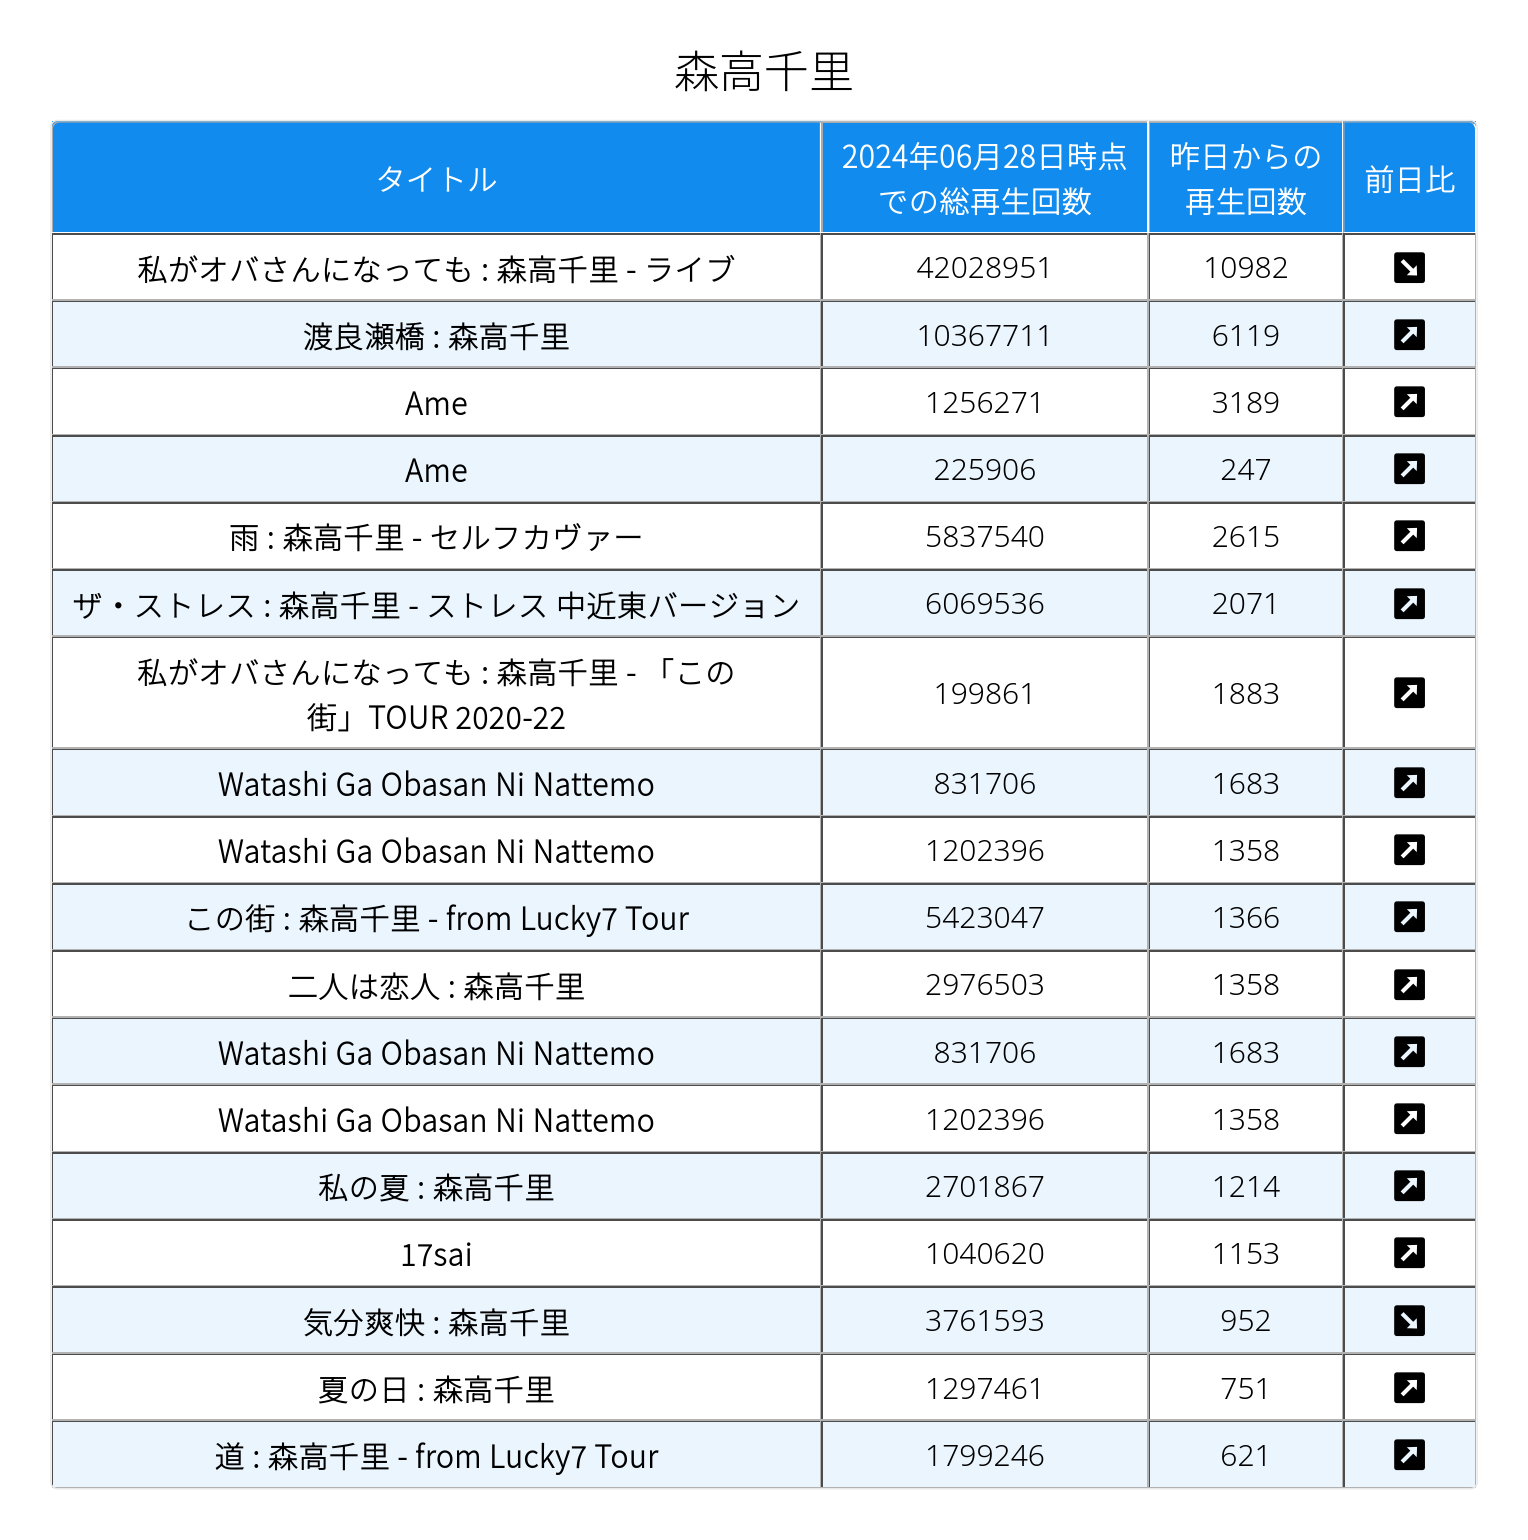 森高千里
タイトル
2024年06月28日時点
での総再生回数
昨日からの
再生回数
前日比
私がオバさんになっても : 森高千里 - ライブ 42028951 10982
渡良瀬橋 : 森高千里 10367711 6119
Ame 1256271 3189
Ame 225906 247
雨 : 森高千里 - セルフカヴァー 5837540 2615
ザ・ストレス : 森高千里 - ストレス 中近東バージョン 6069536 2071
私がオバさんになっても : 森高千里 - 「この
街」TOUR 2020-22
199861 1883
Watashi Ga Obasan Ni Nattemo 831706 1683
Watashi Ga Obasan Ni Nattemo 1202396 1358
この街 : 森高千里 - from Lucky7 Tour 5423047 1366
二人は恋人 : 森高千里 2976503 1358
Watashi Ga Obasan Ni Nattemo 831706 1683
Watashi Ga Obasan Ni Nattemo 1202396 1358
私の夏 : 森高千里 2701867 1214
17sai 1040620 1153
気分爽快 : 森高千里 3761593 952
夏の日 : 森高千里 1297461 751
道 : 森高千里 - from Lucky7 Tour 1799246 621